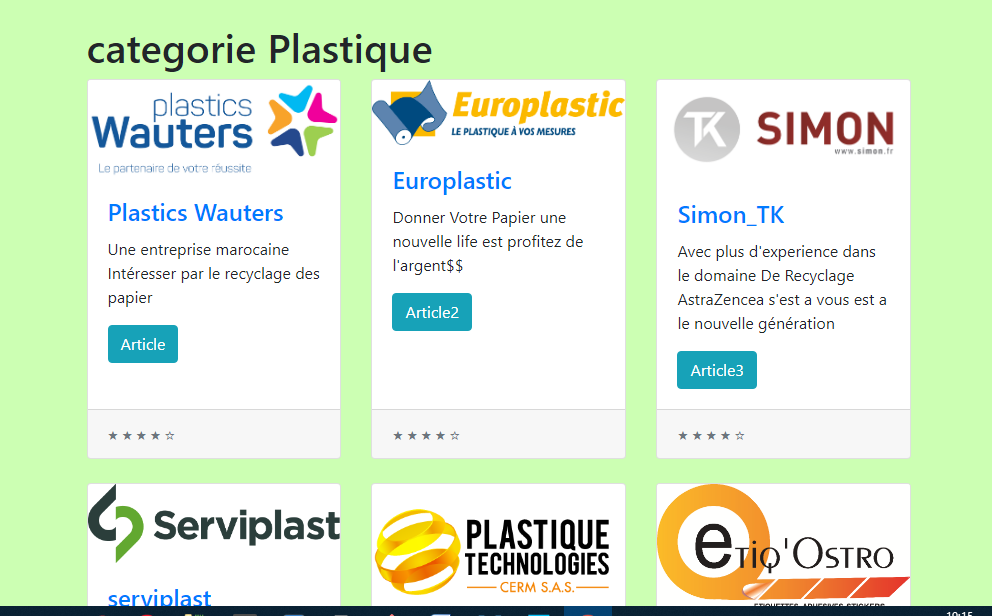 categorie Plastique
plastics
Wauters
Le partenaire de votre réussite
Plastics Wauters
Une entreprise marocaine
Intéresser par le recyclage des
papier
Article
★ ★ ★ ★ ☆
Europlastic
LE PLASTIQUE À VOS MESURES
Europlastic
Donner Votre Papier une
nouvelle life est profitez de
l'argent$$
Article2
★ ★ ★ ★ ☆
TK
SIMON
www.simon.fr
Simon_TK
Avec plus d'experience dans
le domaine De Recyclage
AstraZencea s'est a vous est a
le nouvelle génération
Article3
★ ★ ★ ★ ☆
Serviplast
serviplast
PLASTIQUE
TECHNOLOGIES
CERM S.A.S.
eTIQ'OSTRO
ETIQUETTES ADHESIVES STICKERS